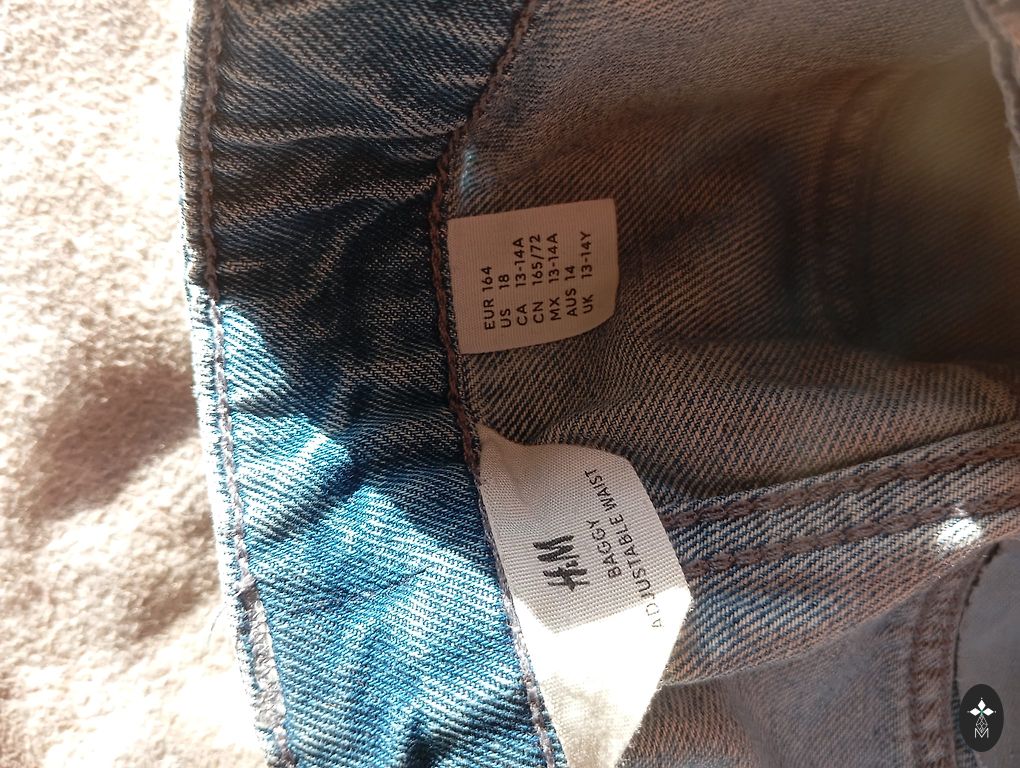 EUR 164
US 18
CA 13-14A
CN 165/72
MX 13-14A
AUS 14
UK 13-14Y
H&M
BAGGY
ADJUSTABLE WAIST
M